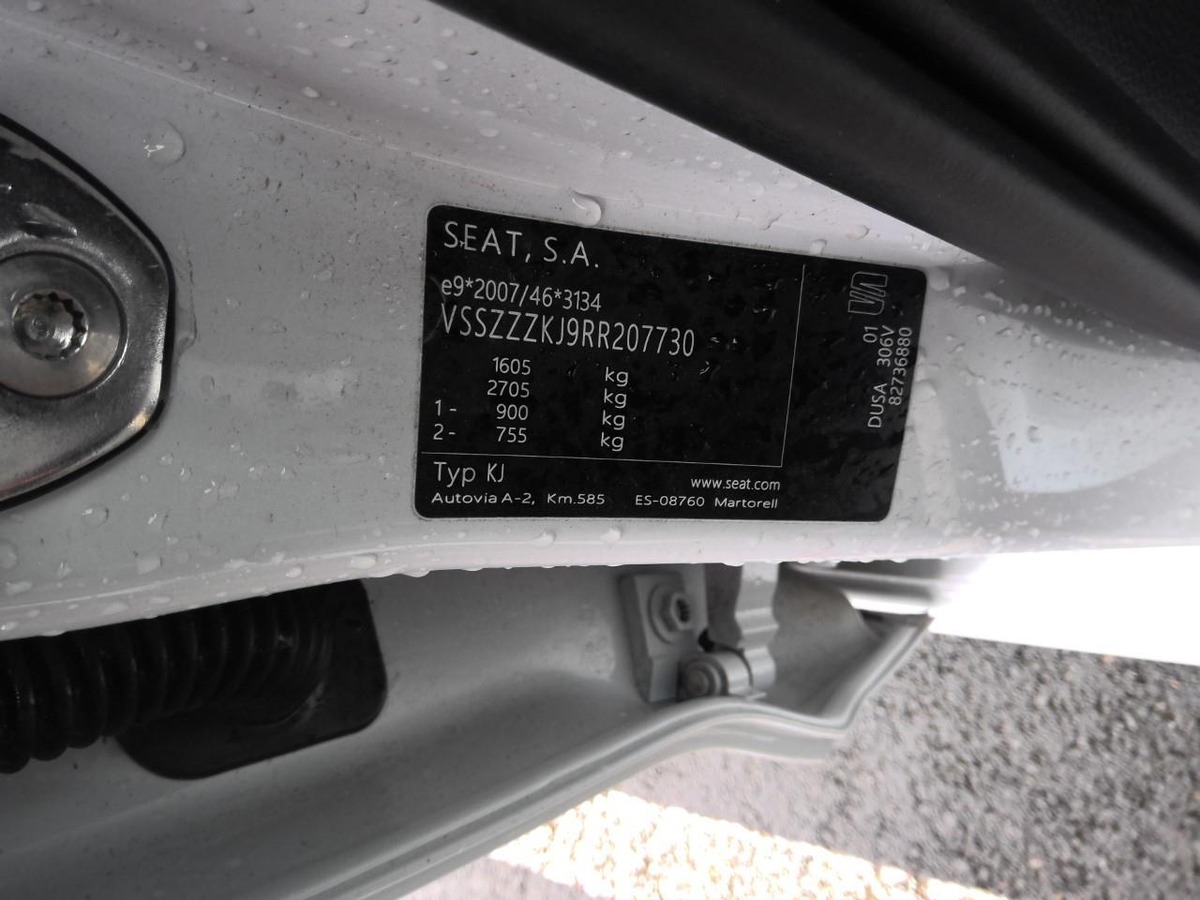 SEAT, S.A.
e9*2007/46*3134
VSSZZZKJ9RR207730
1605 kg
2705 kg
1- 900 kg
2- 755 kg
Typ KJ
www.seat.com
Autovia A-2, Km.585 ES-08760 Martorell
01
DUSA 306V
82736880